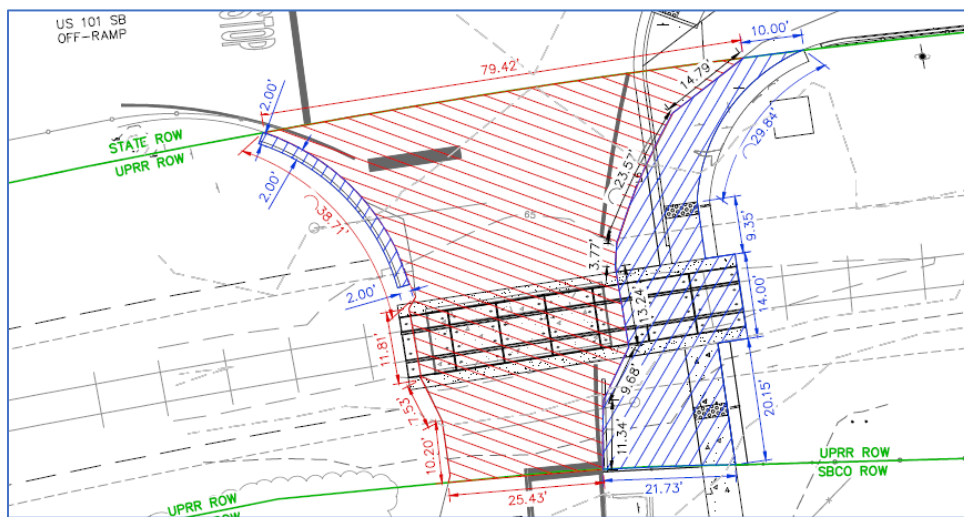 US 101 SB
OFF-RAMP
STOP
10.00'
79.42'
14.79'
2.00'
29.84'
STATE ROW
UPRR ROW
2.00'
23.57'
38.71'
65
9.35'
3.77'
2.00'
14.00'
13.24'
11.81'
9.68'
7.53'
20.15'
11.34'
10.20'
UPRR ROW
SBCO ROW
25.43'
21.73'
UPRR ROW